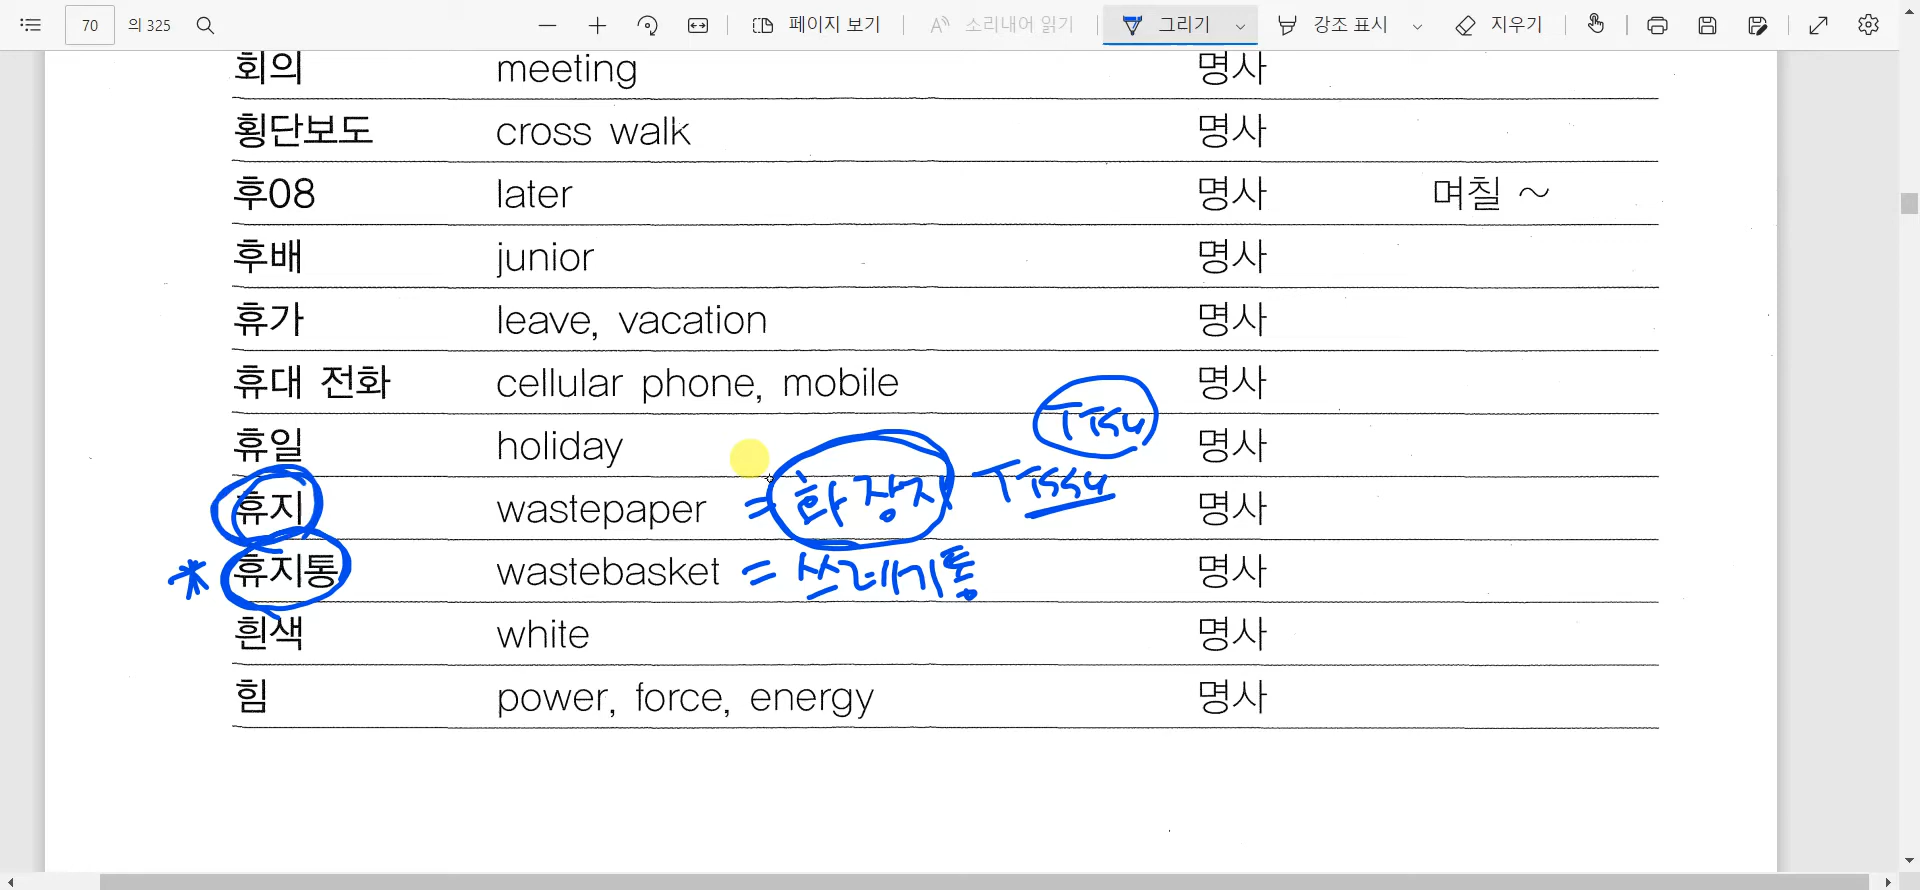 70 의 325 페이지 보기 소리내어 읽기 그리기 강조 표시 지우기
회의 meeting 명사
횡단보도 cross walk 명사
후08 later 명사 며칠 ~
후배 junior 명사
휴가 leave, vacation 명사
휴대 전화 cellular phone, mobile 명사
Tissu
휴일 holiday 명사
휴지 wastepaper = 화장지 Tissu 명사
* 휴지통 wastebasket = 쓰레기통 명사
흰색 white 명사
힘 power, force, energy 명사